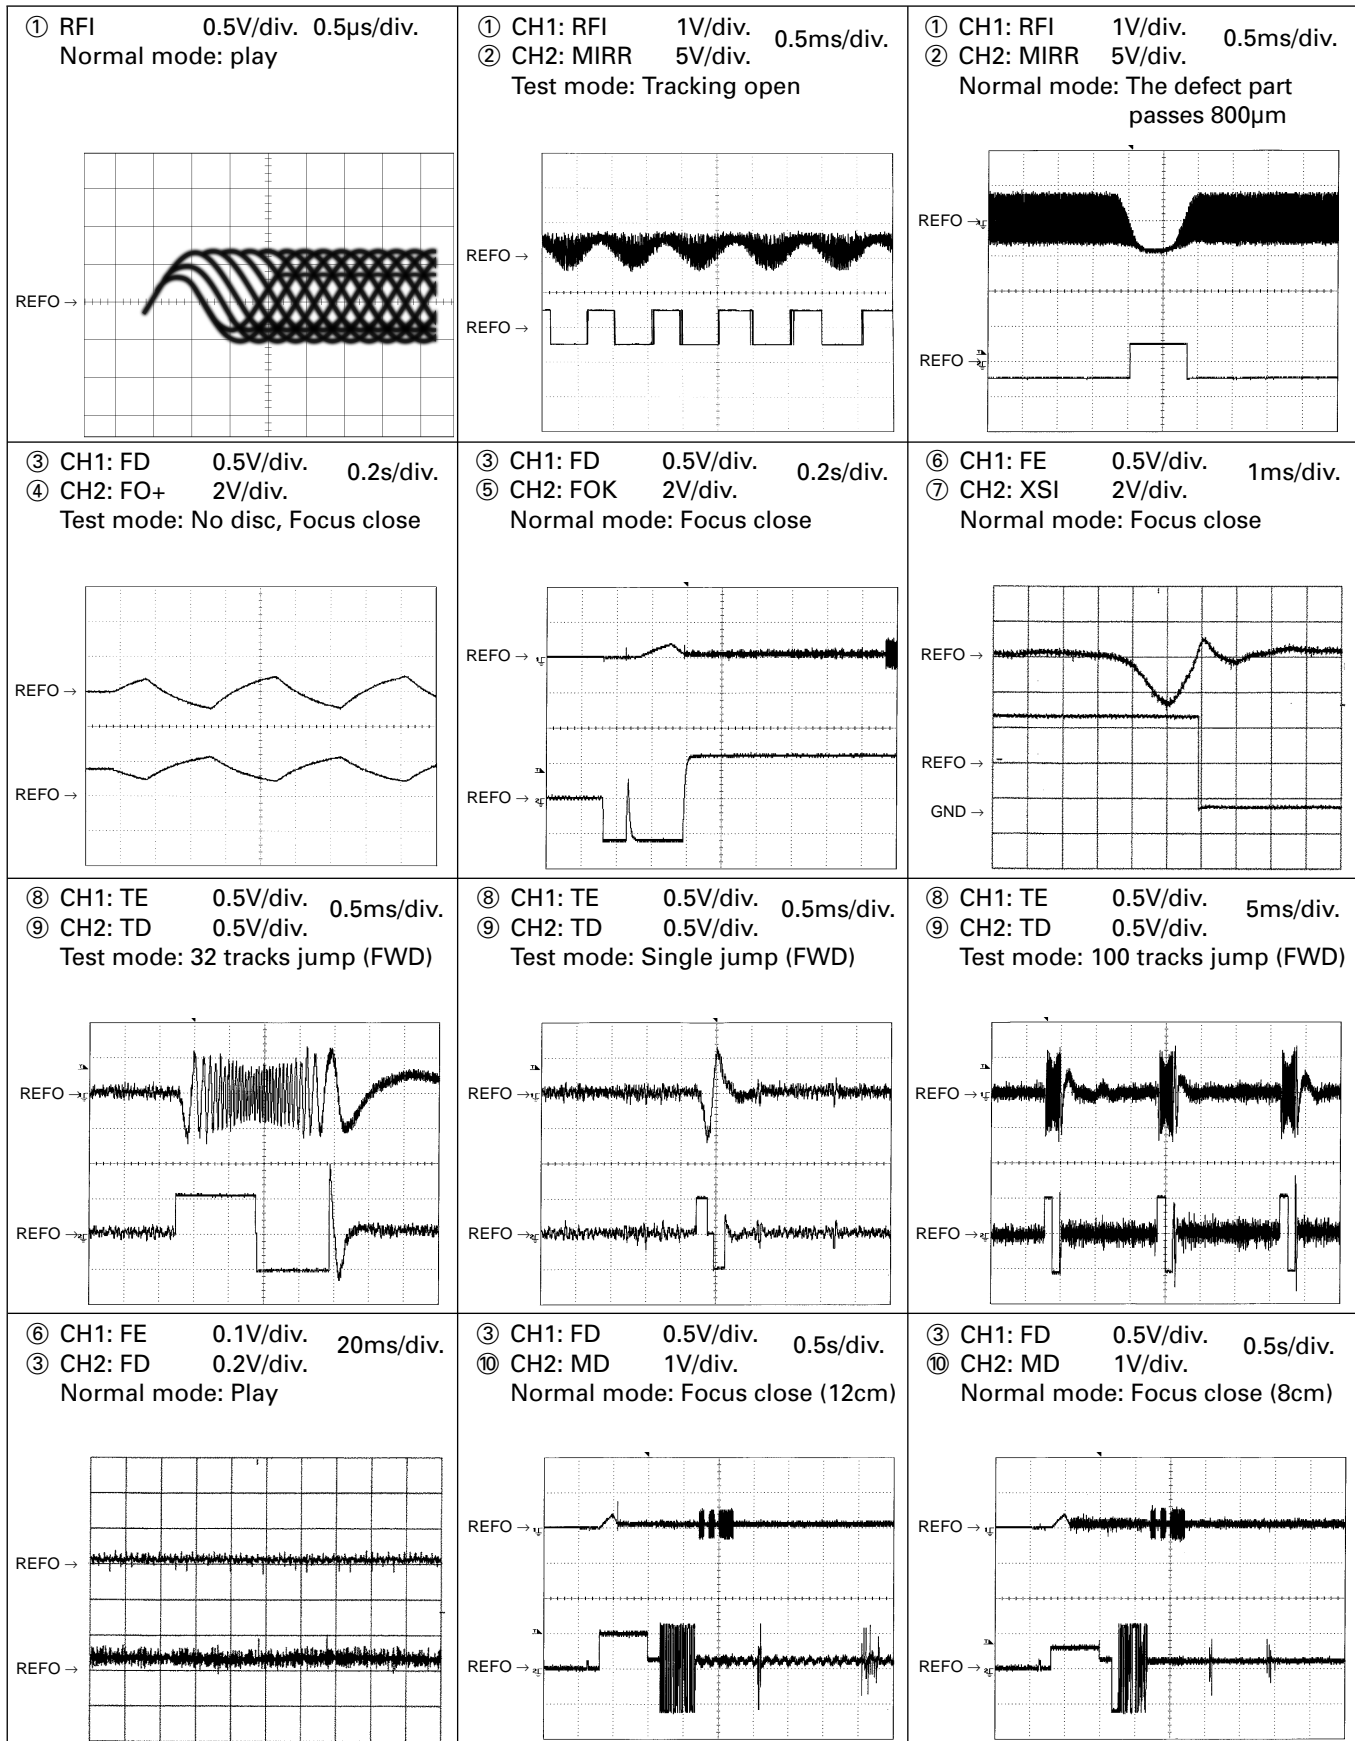 ① RFI 0.5V/div. 0.5µs/div.
Normal mode: play
REFO →
① CH1: RFI 1V/div. 0.5ms/div.
② CH2: MIRR 5V/div.
Test mode: Tracking open
REFO →
REFO →
① CH1: RFI 1V/div. 0.5ms/div.
② CH2: MIRR 5V/div.
Normal mode: The defect part
passes 800µm
REFO →
REFO →
③ CH1: FD 0.5V/div. 0.2s/div.
④ CH2: FO+ 2V/div.
Test mode: No disc, Focus close
REFO →
REFO →
③ CH1: FD 0.5V/div. 0.2s/div.
⑤ CH2: FOK 2V/div.
Normal mode: Focus close
REFO →
REFO →
⑥ CH1: FE 0.5V/div. 1ms/div.
⑦ CH2: XSI 2V/div.
Normal mode: Focus close
REFO →
REFO →
GND →
⑧ CH1: TE 0.5V/div. 0.5ms/div.
⑨ CH2: TD 0.5V/div.
Test mode: 32 tracks jump (FWD)
REFO →
REFO →
⑧ CH1: TE 0.5V/div. 0.5ms/div.
⑨ CH2: TD 0.5V/div.
Test mode: Single jump (FWD)
REFO →
REFO →
⑧ CH1: TE 0.5V/div. 5ms/div.
⑨ CH2: TD 0.5V/div.
Test mode: 100 tracks jump (FWD)
REFO →
REFO →
⑥ CH1: FE 0.1V/div. 20ms/div.
③ CH2: FD 0.2V/div.
Normal mode: Play
REFO →
REFO →
③ CH1: FD 0.5V/div. 0.5s/div.
⑩ CH2: MD 1V/div.
Normal mode: Focus close (12cm)
REFO →
REFO →
③ CH1: FD 0.5V/div. 0.5s/div.
⑩ CH2: MD 1V/div.
Normal mode: Focus close (8cm)
REFO →
REFO →